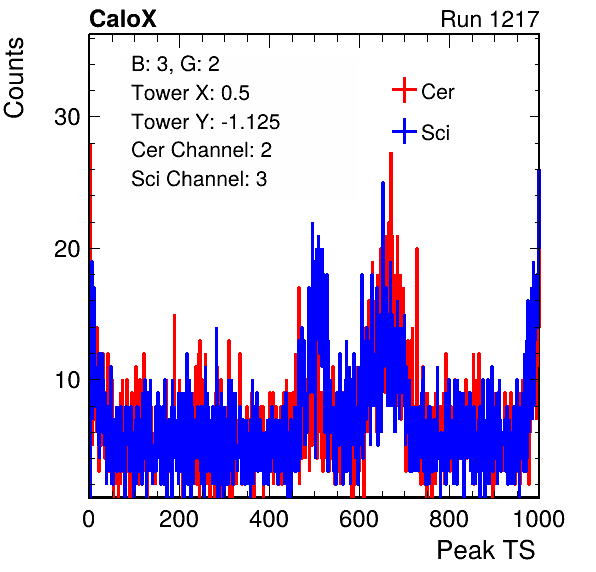 CaloX
Run 1217
Counts
B: 3, G: 2
Tower X: 0.5
Tower Y: -1.125
Cer Channel: 2
Sci Channel: 3
Cer
Sci
30
20
10
0
200
400
600
800
1000
Peak TS